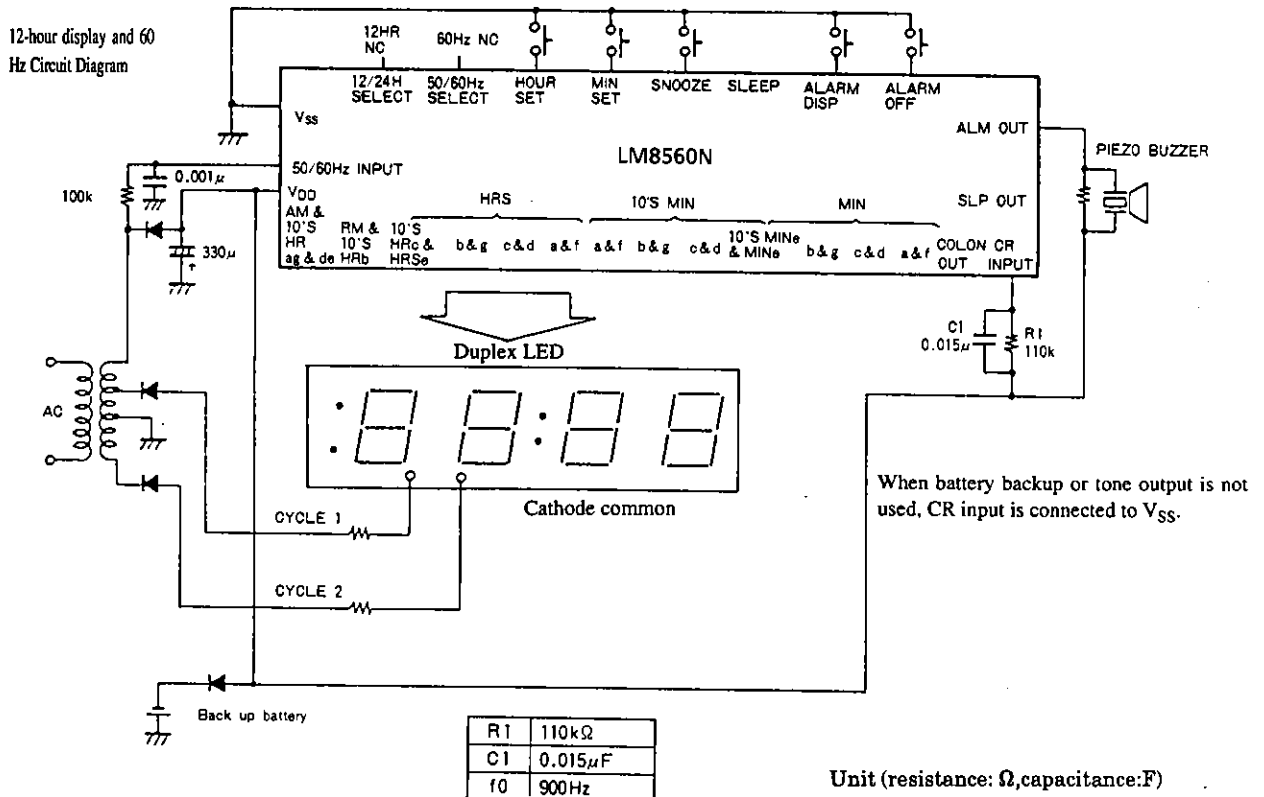 12-hour display and 60
Hz Circuit Diagram
12HR
NC
60Hz NC
12/24H
SELECT
50/60Hz
SELECT
HOUR
SET
MIN
SET
SNOOZE
SLEEP
ALARM
DISP
ALARM
OFF
VSS
ALM OUT
LM8560N
PIEZO BUZZER
50/60Hz INPUT
0.001μ
100k
VDD
SLP OUT
HRS
10'S MIN
MIN
AM &
10'S
HR
ag & de
RM &
10'S
HRb
10'S
HRc &
HRSe
b&g
c&d
a&f
a&f
b&g
c&d
10'S MINe
& MINe
b&g
c&d
a&f
COLON
OUT
CR
INPUT
330μ
C1
0.015μ
R1
110k
Duplex LED
AC
Cathode common
When battery backup or tone output is not
used, CR input is connected to VSS.
CYCLE 1
CYCLE 2
Back up battery
R1 110kΩ
C1 0.015μF
f0 900Hz
Unit (resistance: Ω,capacitance:F)